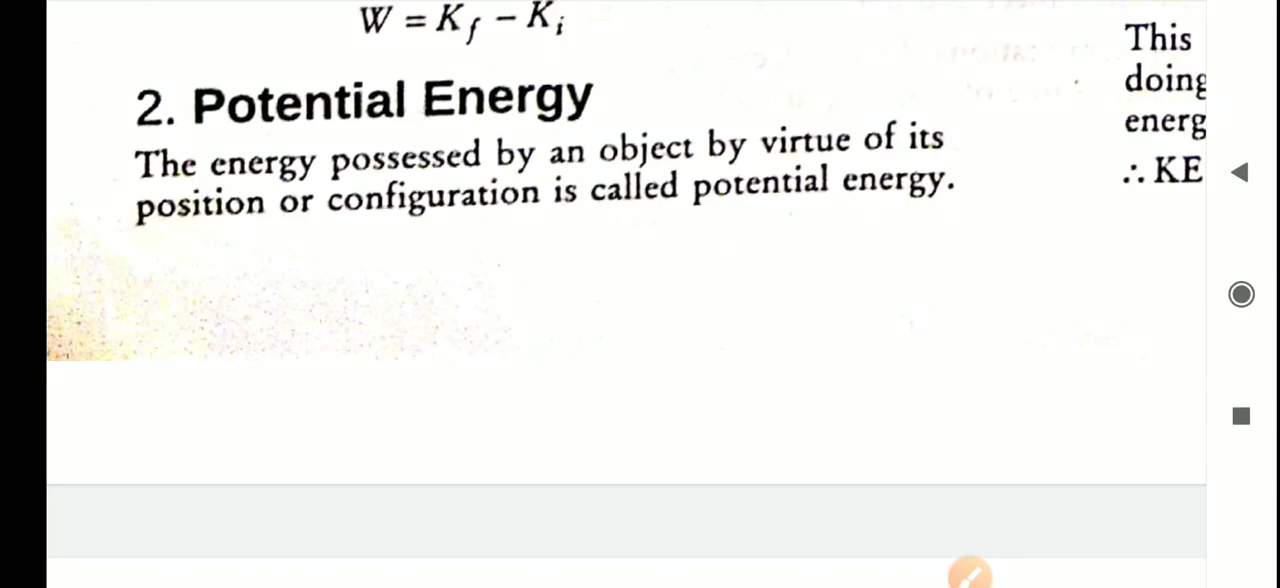 W = K_f − K_i
2. Potential Energy
The energy possessed by an object by virtue of its
position or configuration is called potential energy.
This
doing
energ
∴ KE